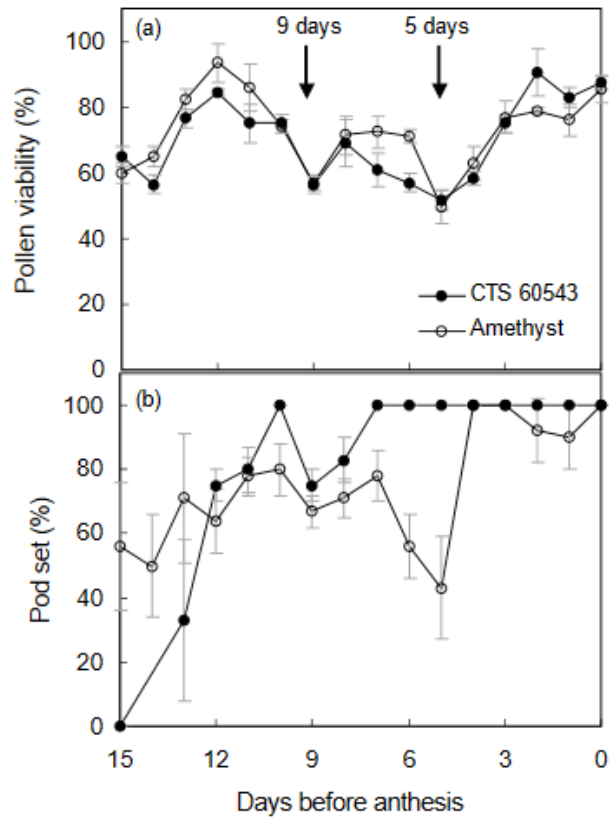 (a)
9 days
5 days
100
80
60
40
20
0
Pollen viability (%)
CTS 60543
Amethyst
(b)
100
80
60
40
20
0
Pod set (%)
15 12 9 6 3 0
Days before anthesis